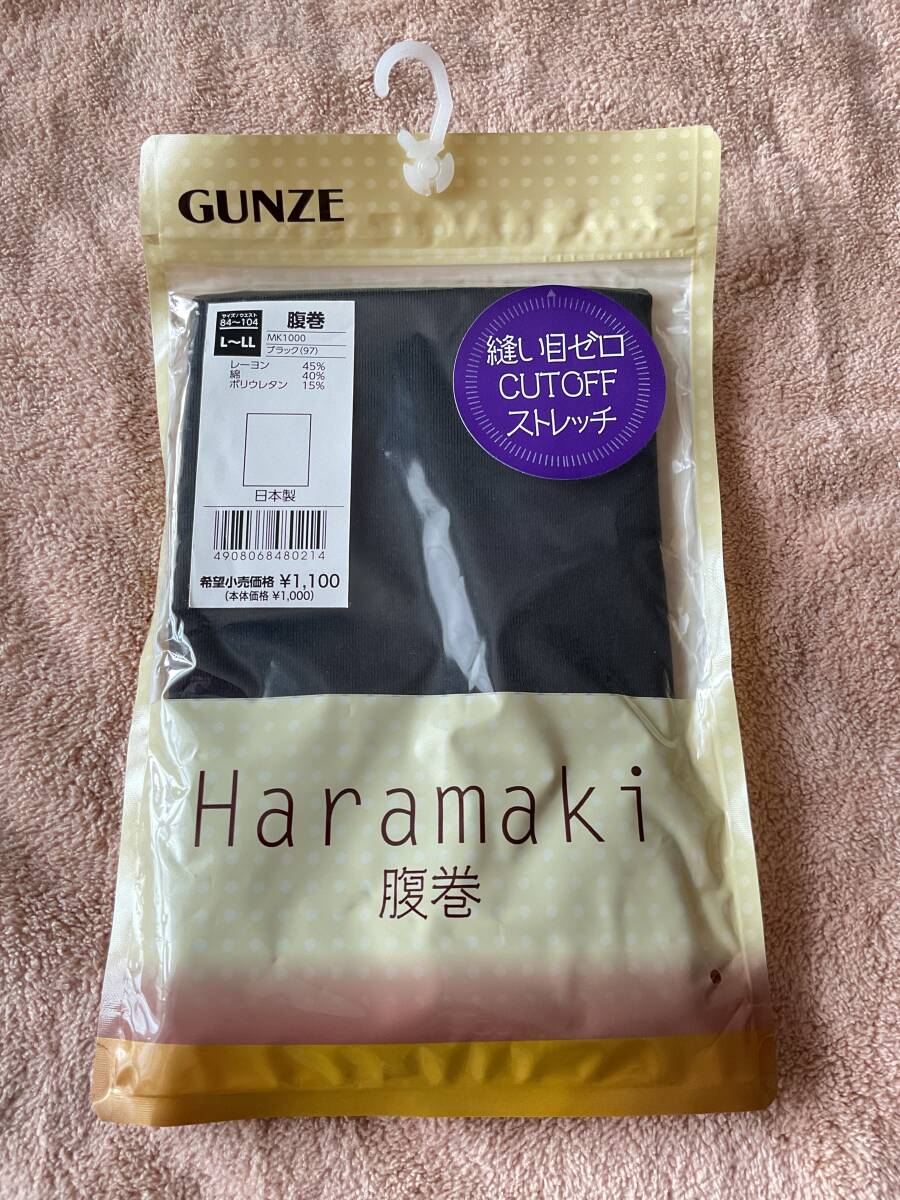 GUNZE
サイズ/ウエスト
84〜104
L〜LL
腹巻
MK1000
ブラック(97)
レーヨン 45%
綿 40%
ポリウレタン 15%
日本製
4908068480214
希望小売価格 ¥1,100
(本体価格 ¥1,000)
縫い目ゼロ
CUTOFF
ストレッチ
Haramaki
腹巻